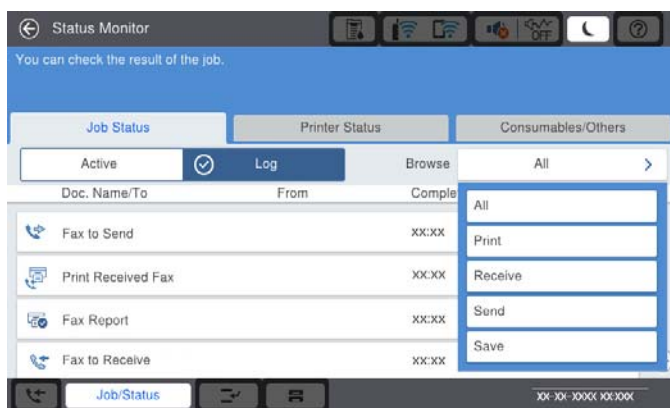 Status Monitor
OFF
You can check the result of the job.
Job Status Printer Status Consumables/Others
Active Log Browse All
Doc. Name/To From Comple
All
Fax to Send XX:XX
Print
Print Received Fax XX:XX
Receive
Fax Report XX:XX
Send
Fax to Receive XX:XX
Save
Job/Status XX-XX-XXXX XX:XXX